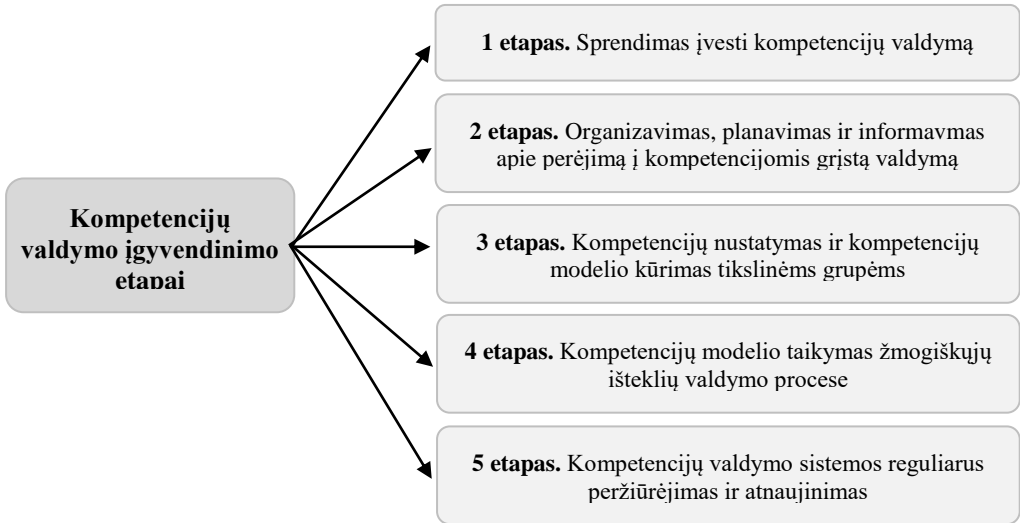 Kompetencijų
valdymo įgyvendinimo
etapai
1 etapas. Sprendimas įvesti kompetencijų valdymą
2 etapas. Organizavimas, planavimas ir informavmas
apie perėjimą į kompetencijomis grįstą valdymą
3 etapas. Kompetencijų nustatymas ir kompetencijų
modelio kūrimas tikslinėms grupėms
4 etapas. Kompetencijų modelio taikymas žmogiškųjų
išteklių valdymo procese
5 etapas. Kompetencijų valdymo sistemos reguliarus
peržiūrėjimas ir atnaujinimas